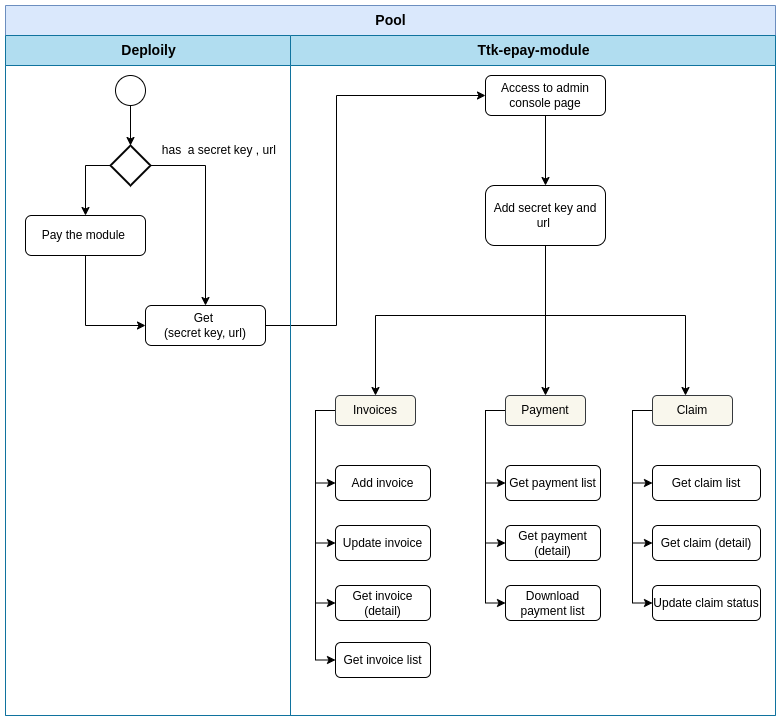 Pool
Deploily
Ttk-epay-module
Access to admin
console page
has  a secret key , url
Add secret key and
url
Pay the module
Get
(secret key, url)
Invoices
Payment
Claim
Add invoice
Get payment list
Get claim list
Update invoice
Get payment
(detail)
Get claim (detail)
Get invoice
(detail)
Download
payment list
Update claim status
Get invoice list